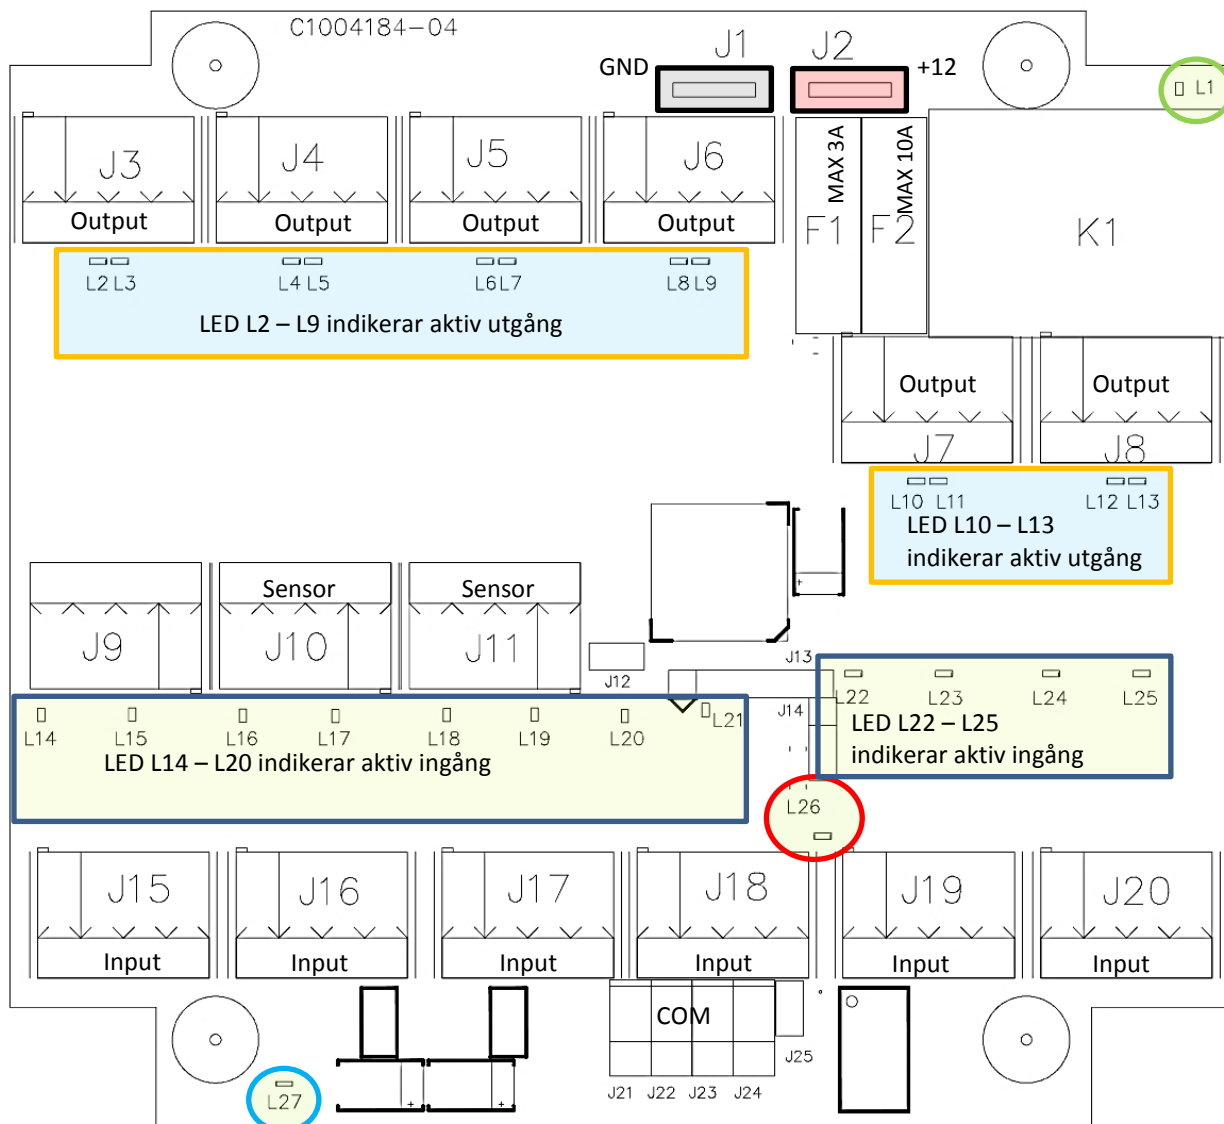 C1004184-04
GND
J1
J2
+12
L1
J3
J4
J5
J6
MAX 3A
MAX 10A
F1
F2
K1
Output
Output
Output
Output
L2 L3
L4 L5
L6 L7
L8 L9
LED L2 – L9 indikerar aktiv utgång
Output
Output
J7
J8
L10 L11
L12 L13
LED L10 – L13
indikerar aktiv utgång
Sensor
Sensor
J9
J10
J11
J12
J13
J14
L14
L15
L16
L17
L18
L19
L20
L21
LED L14 – L20 indikerar aktiv ingång
L22
L23
L24
L25
LED L22 – L25
indikerar aktiv ingång
L26
J15
J16
J17
J18
J19
J20
Input
Input
Input
Input
Input
Input
COM
J25
J21
J22
J23
J24
L27
+
+
+